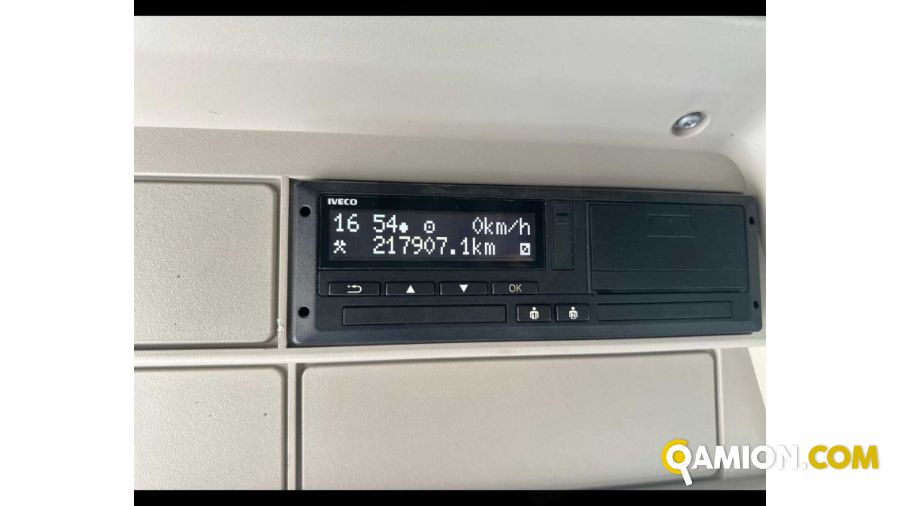 IVECO
16 54 0km/h
217907.1km
OK
QAMION.COM